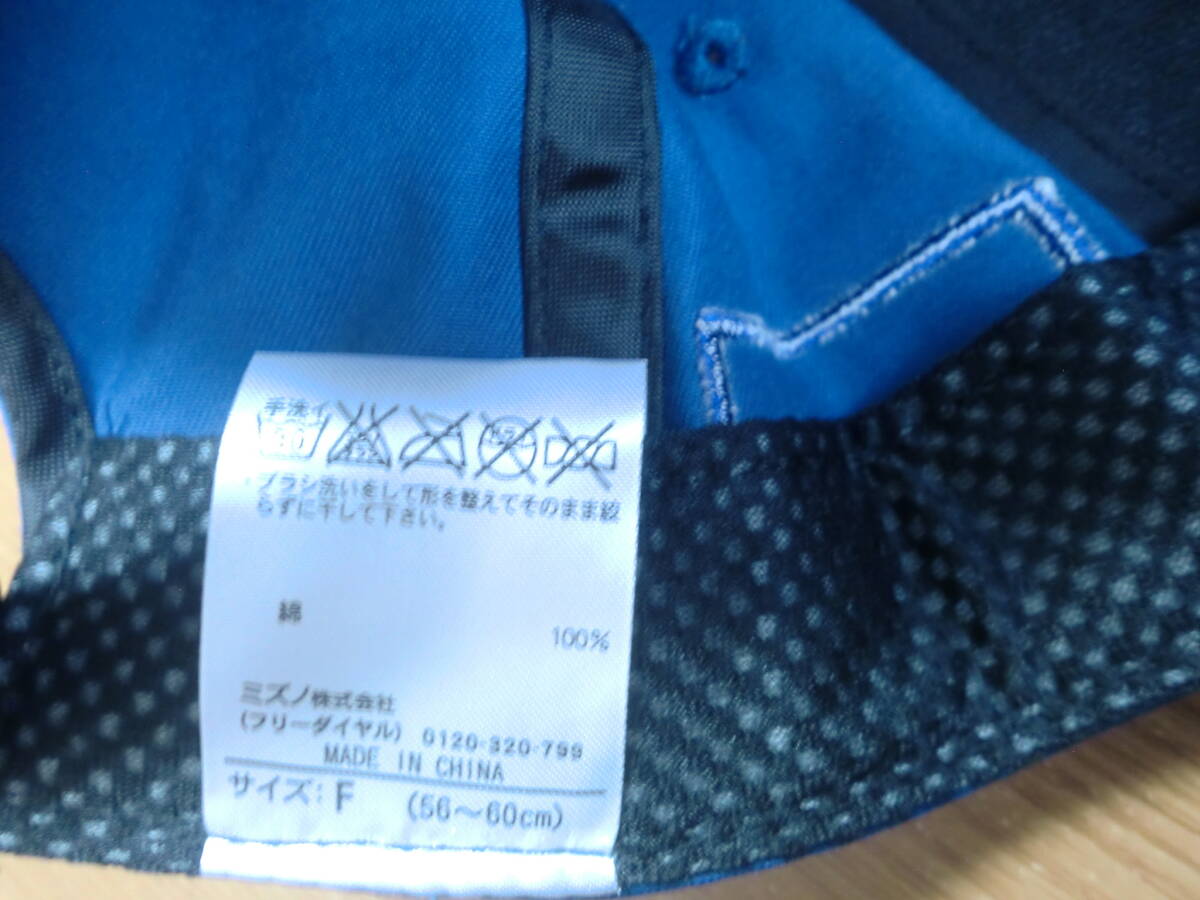 手洗イ
30
・ブラシ洗いをして形を整えてそのまま絞
らずに干して下さい。
綿
100%
ミズノ株式会社
(フリーダイヤル) 0120-320-799
MADE IN CHINA
サイズ: F (56～60cm)